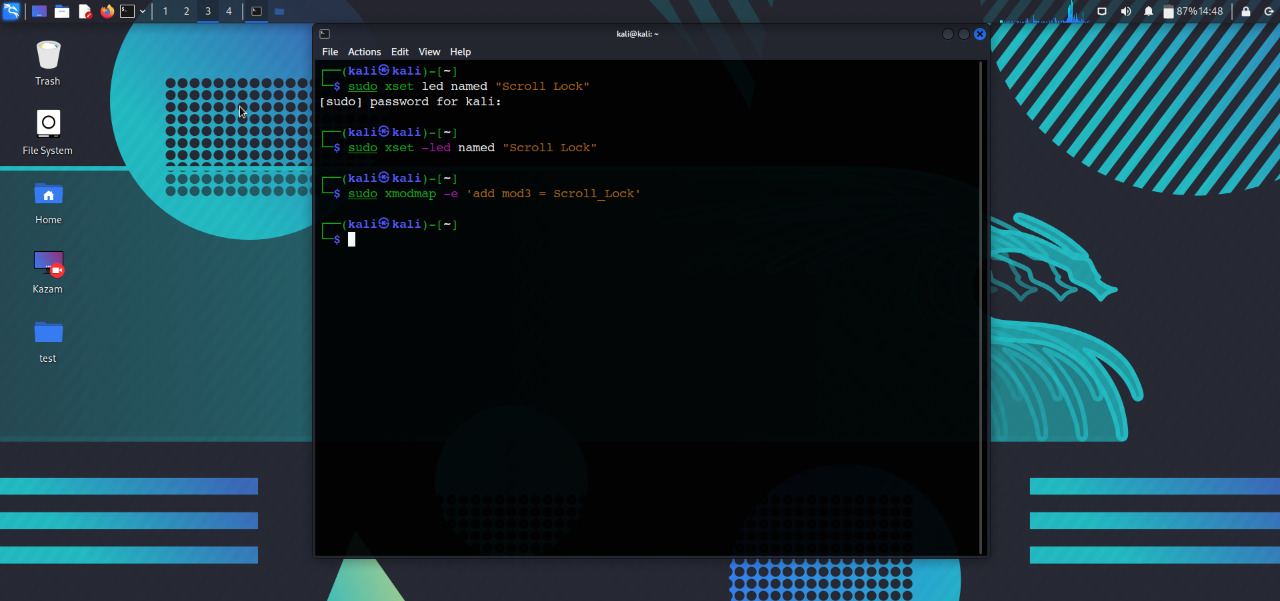 1 2 3 4
87% 14:48
kali@kali: ~
File Actions Edit View Help
Trash
File System
Home
Kazam
test
┌──(kali㉿kali)-[~]
└─$ sudo xset led named "Scroll Lock"
[sudo] password for kali:
┌──(kali㉿kali)-[~]
└─$ sudo xset -led named "Scroll Lock"
┌──(kali㉿kali)-[~]
└─$ sudo xmodmap -e 'add mod3 = Scroll_Lock'
┌──(kali㉿kali)-[~]
└─$